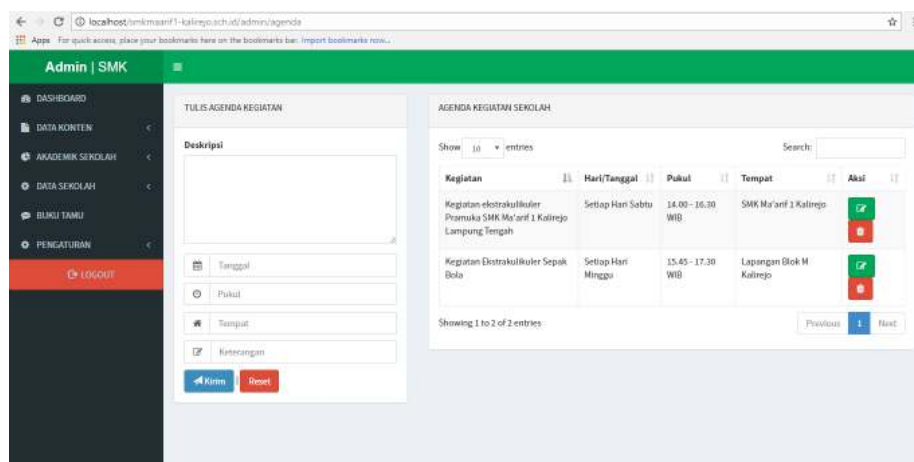 localhost/smkmaarif1-kalirejo.sch.id/admin/agenda
Apps For quick access, place your bookmarks here on the bookmarks bar. Import bookmarks now...
Admin | SMK
DASHBOARD
DATA KONTEN
AKADEMIK SEKOLAH
DATA SEKOLAH
BUKU TAMU
PENGATURAN
LOGOUT
TULIS AGENDA KEGIATAN
Deskripsi
Tanggal
Pukul
Tempat
Keterangan
Kirim | Reset
AGENDA KEGIATAN SEKOLAH
Show 10 entries Search:
Kegiatan Hari/Tanggal Pukul Tempat Aksi
Kegiatan ekstrakulikuler Setiap Hari Sabtu 14.00 - 16.30 SMK Ma'arif 1 Kalirejo
Pramuka SMK Ma'arif 1 Kalirejo WIB
Lampung Tengah
Kegiatan Ekstrakulikuler Sepak Setiap Hari 15.45 - 17.30 Lapangan Blok M
Bola Minggu WIB Kalirejo
Showing 1 to 2 of 2 entries Previous 1 Next